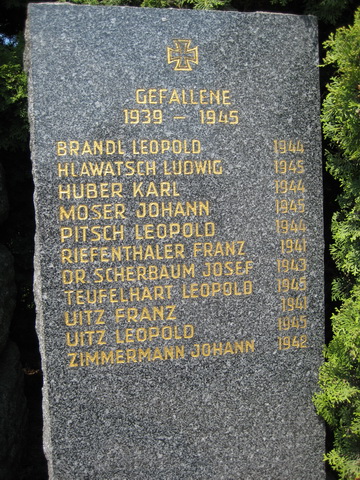 GEFALLENE
1939 – 1945
BRANDL LEOPOLD 1944
HLAWATSCH LUDWIG 1945
HUBER KARL 1944
MOSER JOHANN 1945
PITSCH LEOPOLD 1944
RIEFENTHALER FRANZ 1941
DR. SCHERBAUM JOSEF 1943
TEUFELHART LEOPOLD 1945
UITZ FRANZ 1941
UITZ LEOPOLD 1945
ZIMMERMANN JOHANN 1942